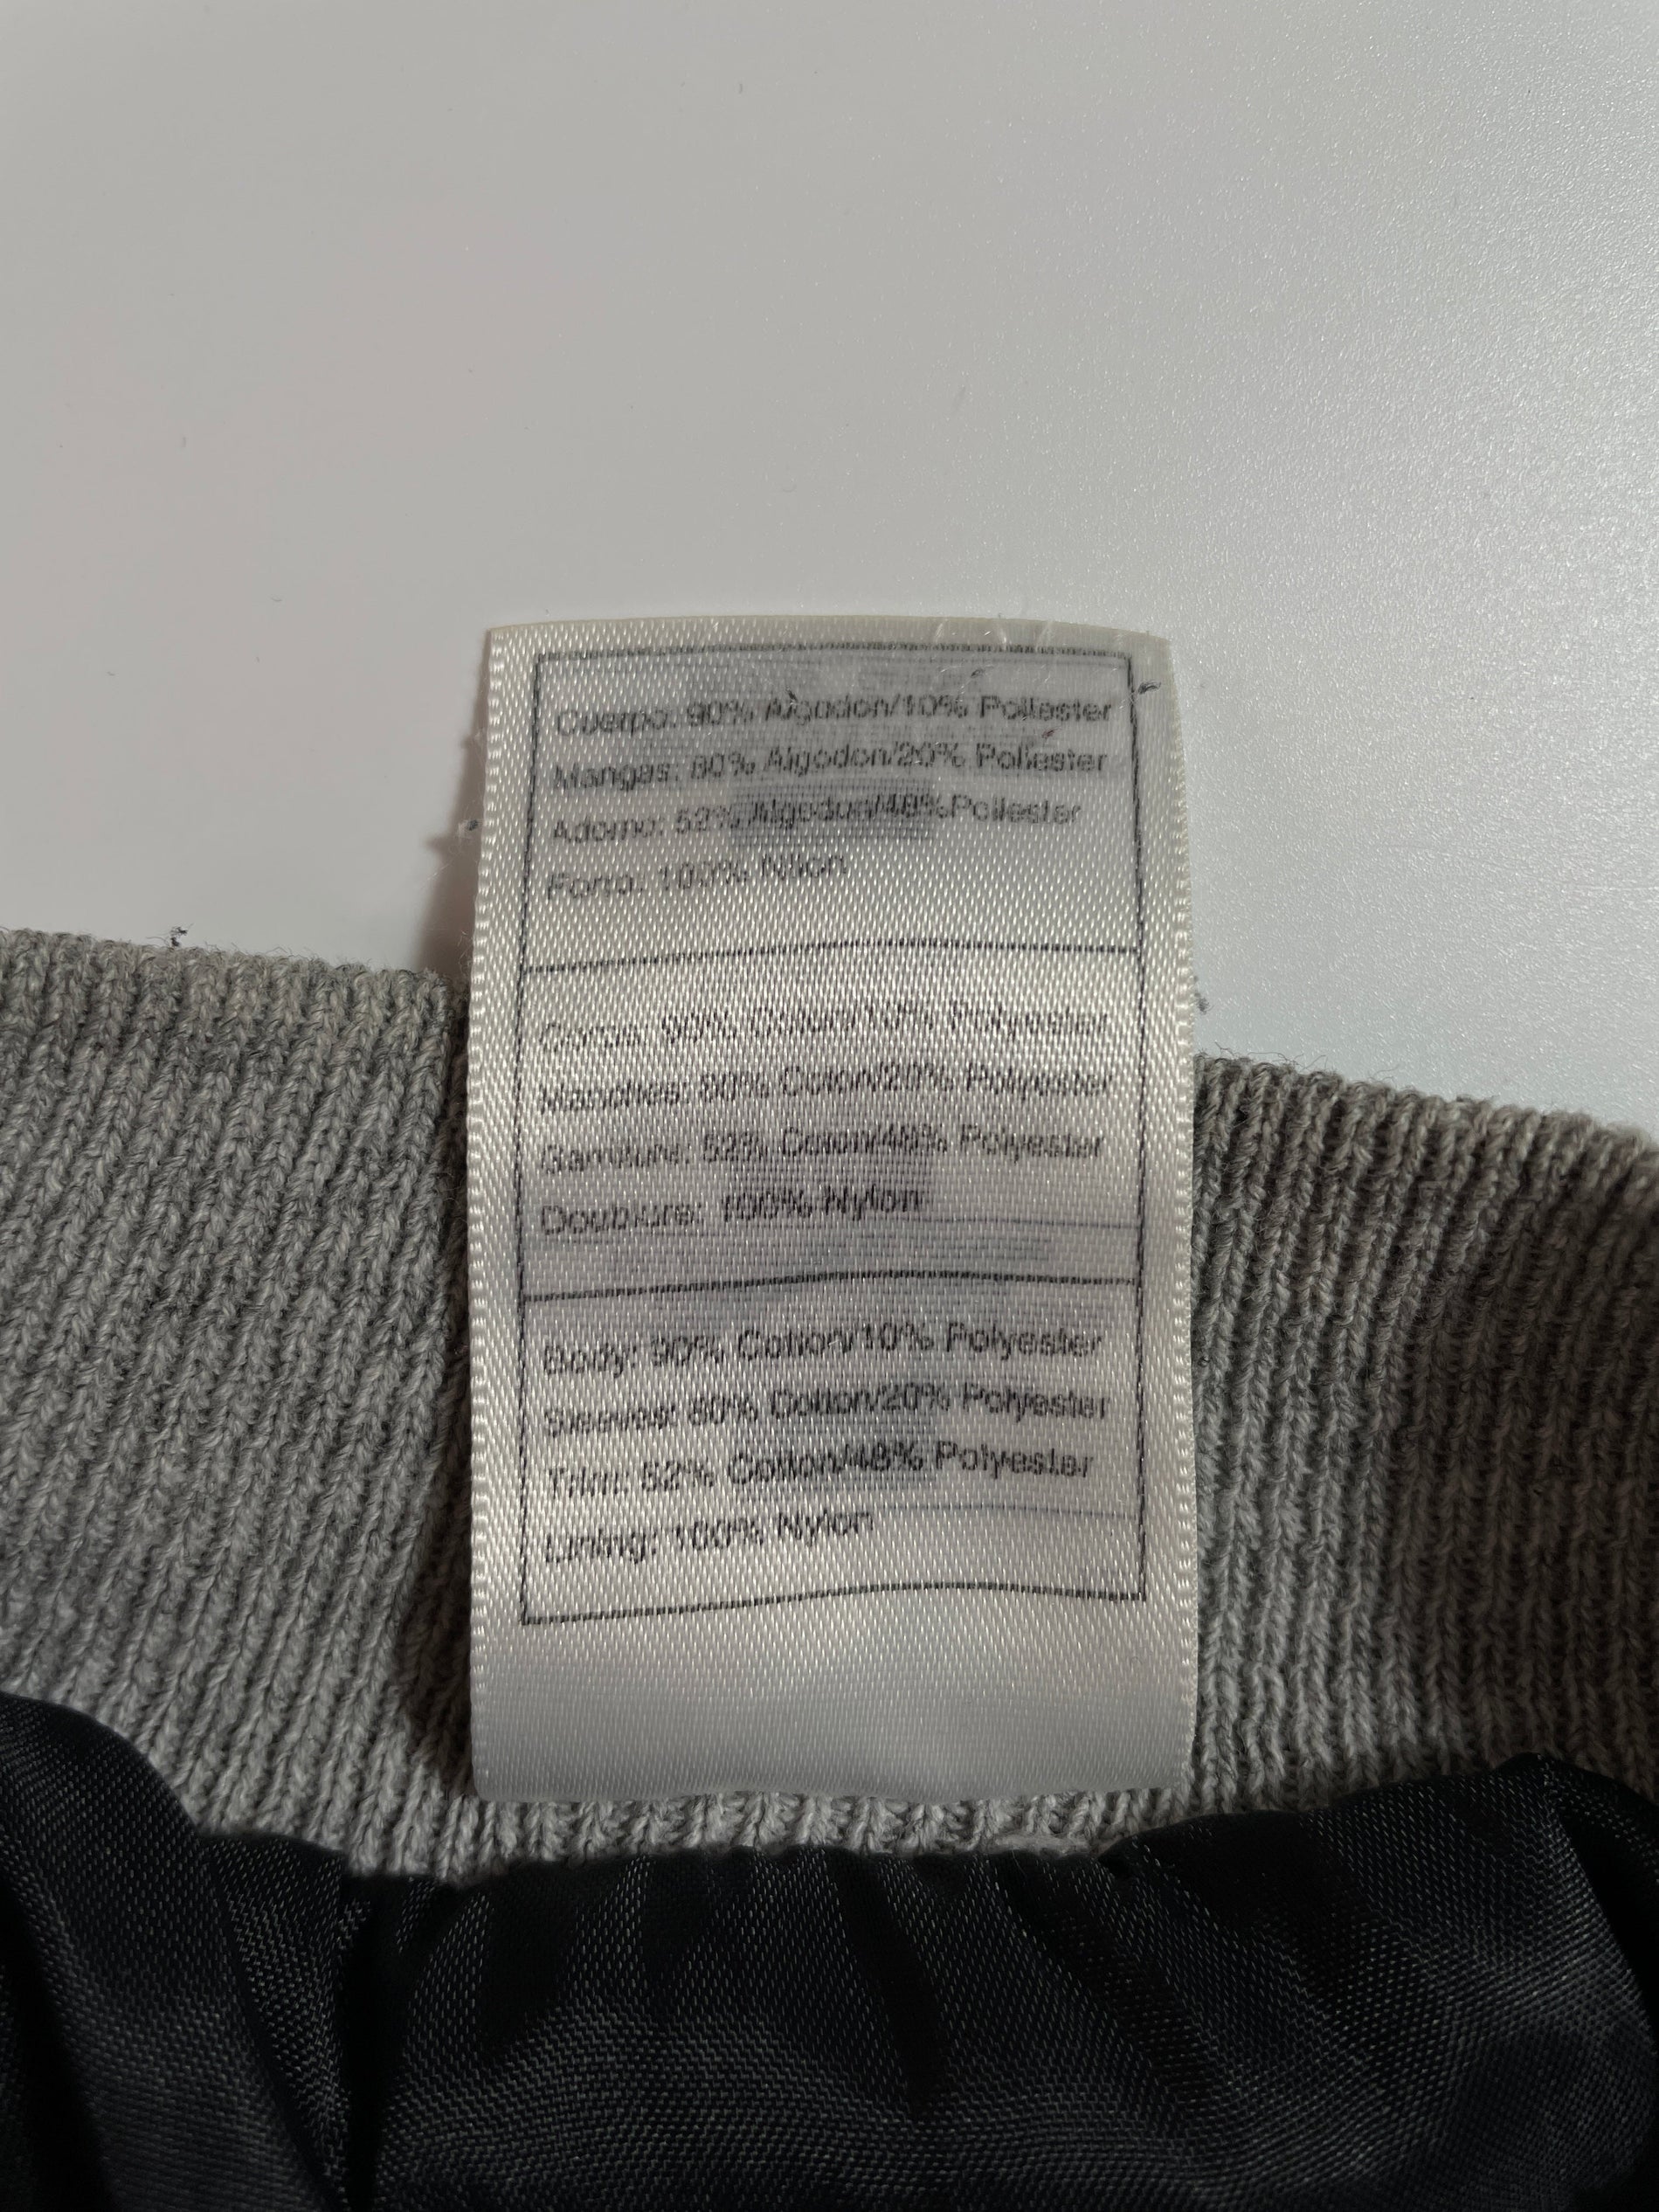 Cuerpo: 90% Algodon/10% Poliester
Mangas: 80% Algodon/20% Poliester
Adorno: 52% Algodon/48% Poliester
Forro: 100% Nilon
Corps: 90% Coton/10% Polyester
Manches: 80% Coton/20% Polyester
Garniture: 52% Coton/48% Polyester
Doublure: 100% Nylon
Body: 90% Cotton/10% Polyester
Sleeves: 80% Cotton/20% Polyester
Trim: 52% Cotton/48% Polyester
Lining: 100% Nylon